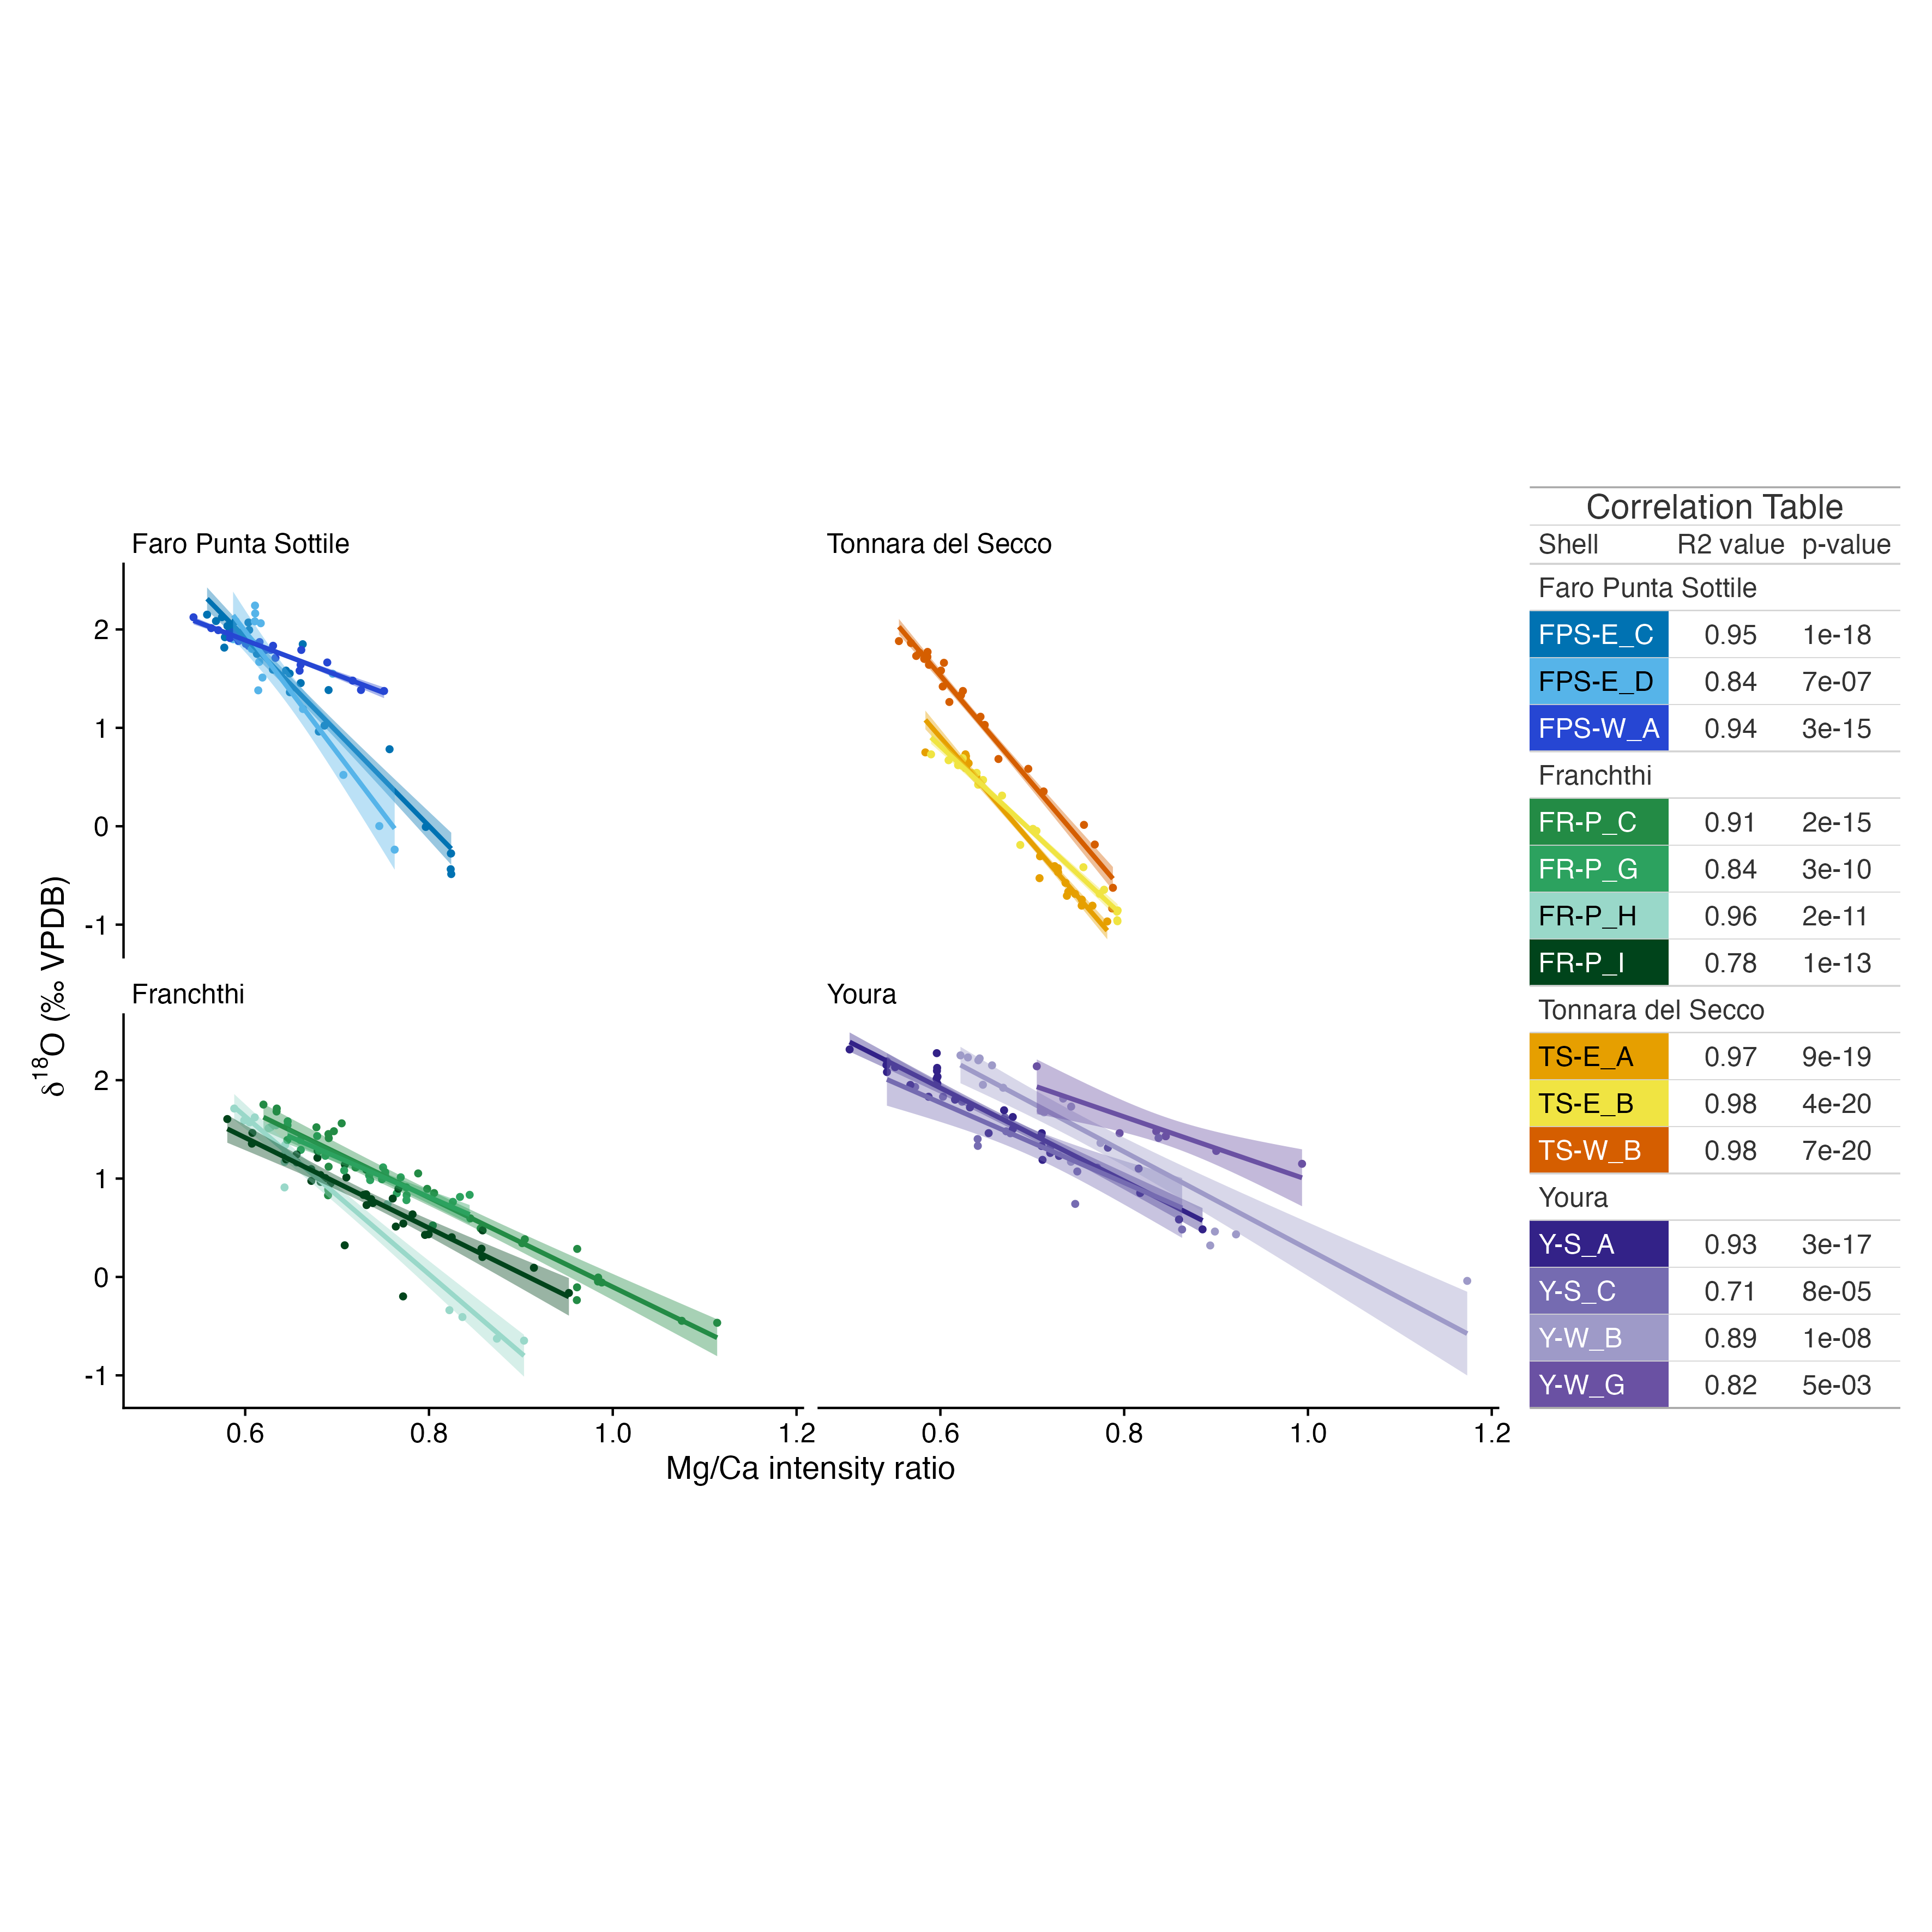 Faro Punta Sottile
Tonnara del Secco
2
1
0
-1
Franchthi
Youra
2
1
0
-1
0.6 0.8 1.0 1.2
0.6 0.8 1.0 1.2
Mg/Ca intensity ratio
δ18O (‰ VPDB)
Correlation Table
Shell R2 value p-value
Faro Punta Sottile
FPS-E_C 0.95 1e-18
FPS-E_D 0.84 7e-07
FPS-W_A 0.94 3e-15
Franchthi
FR-P_C 0.91 2e-15
FR-P_G 0.84 3e-10
FR-P_H 0.96 2e-11
FR-P_I 0.78 1e-13
Tonnara del Secco
TS-E_A 0.97 9e-19
TS-E_B 0.98 4e-20
TS-W_B 0.98 7e-20
Youra
Y-S_A 0.93 3e-17
Y-S_C 0.71 8e-05
Y-W_B 0.89 1e-08
Y-W_G 0.82 5e-03